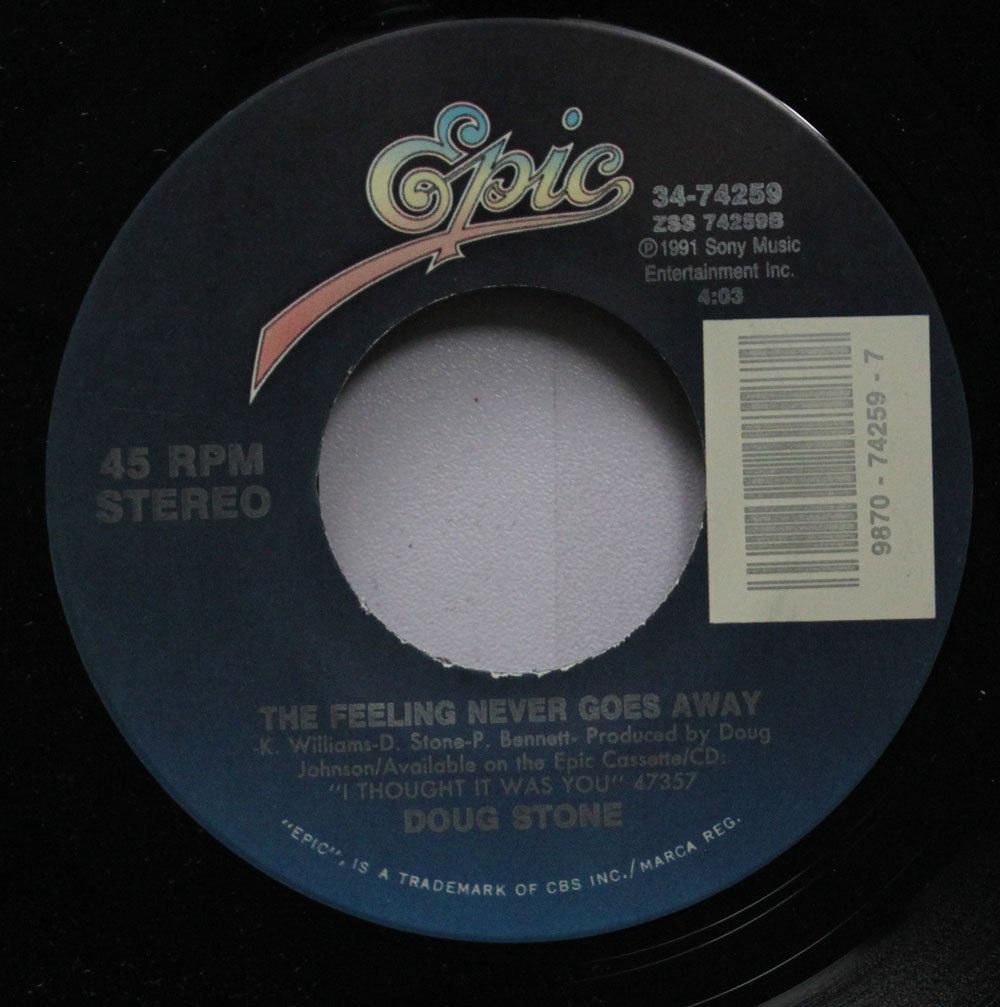 Epic
34-74259
ZSS 74259B
℗1991 Sony Music
Entertainment Inc.
4:03
9870 - 74259 - 7
45 RPM
STEREO
THE FEELING NEVER GOES AWAY
-K. Williams-D. Stone-P. Bennett- Produced by Doug
Johnson/Available on the Epic Cassette/CD:
"I THOUGHT IT WAS YOU" 47357
DOUG STONE
"EPIC", IS A TRADEMARK OF CBS INC./MARCA REG.